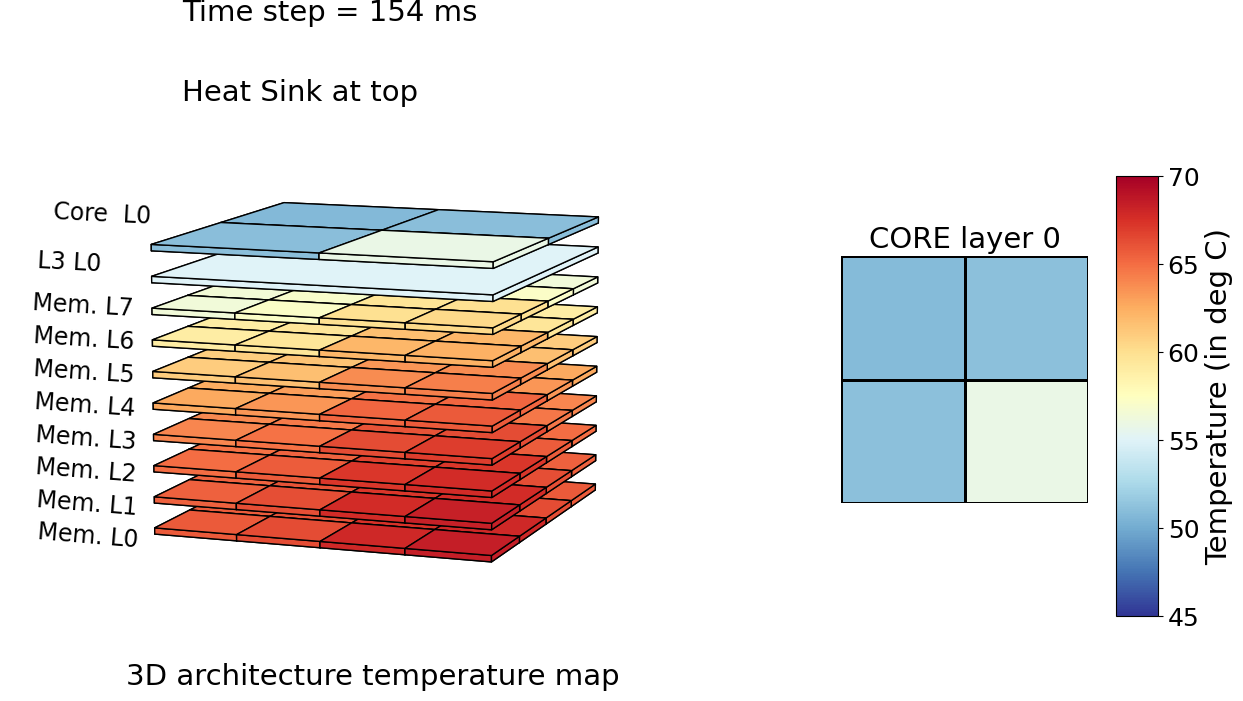 Time step = 154 ms
Heat Sink at top
Core  L0
L3 L0
Mem. L7
Mem. L6
Mem. L5
Mem. L4
Mem. L3
Mem. L2
Mem. L1
Mem. L0
3D architecture temperature map
CORE layer 0
70
65
60
55
50
45
Temperature (in deg C)